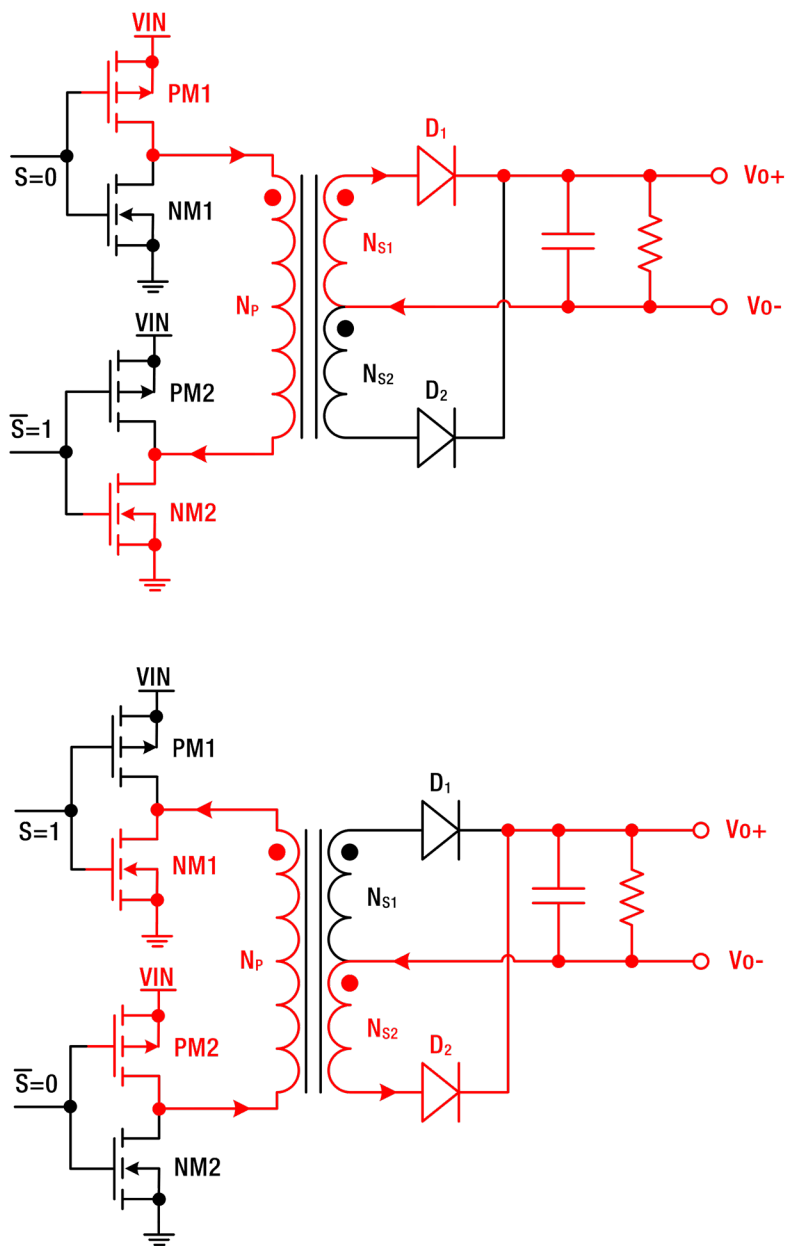 VIN
PM1
D₁
S=0
Vo+
NM1
Nₛ₁
Nₚ
Vo-
VIN
PM2
Nₛ₂
D₂
S̅=1
NM2
VIN
PM1
D₁
S=1
Vo+
NM1
Nₛ₁
Nₚ
Vo-
VIN
Nₛ₂
D₂
PM2
S̅=0
NM2